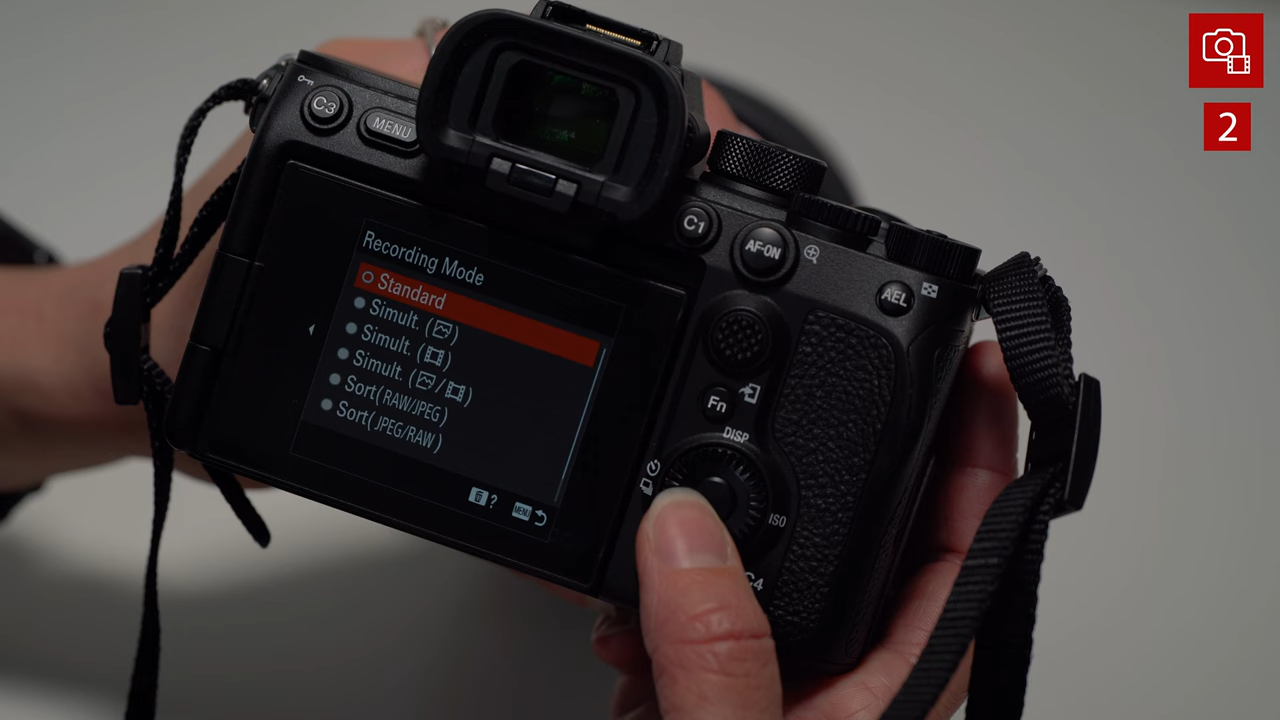 2
C3
MENU
C1
AF-ON
AEL
Recording Mode
Standard
Simult. ( )
Simult. ( )
Simult. ( / )
Sort(RAW/JPEG)
Sort(JPEG/RAW)
?
MENU
Fn
DISP
ISO
C4